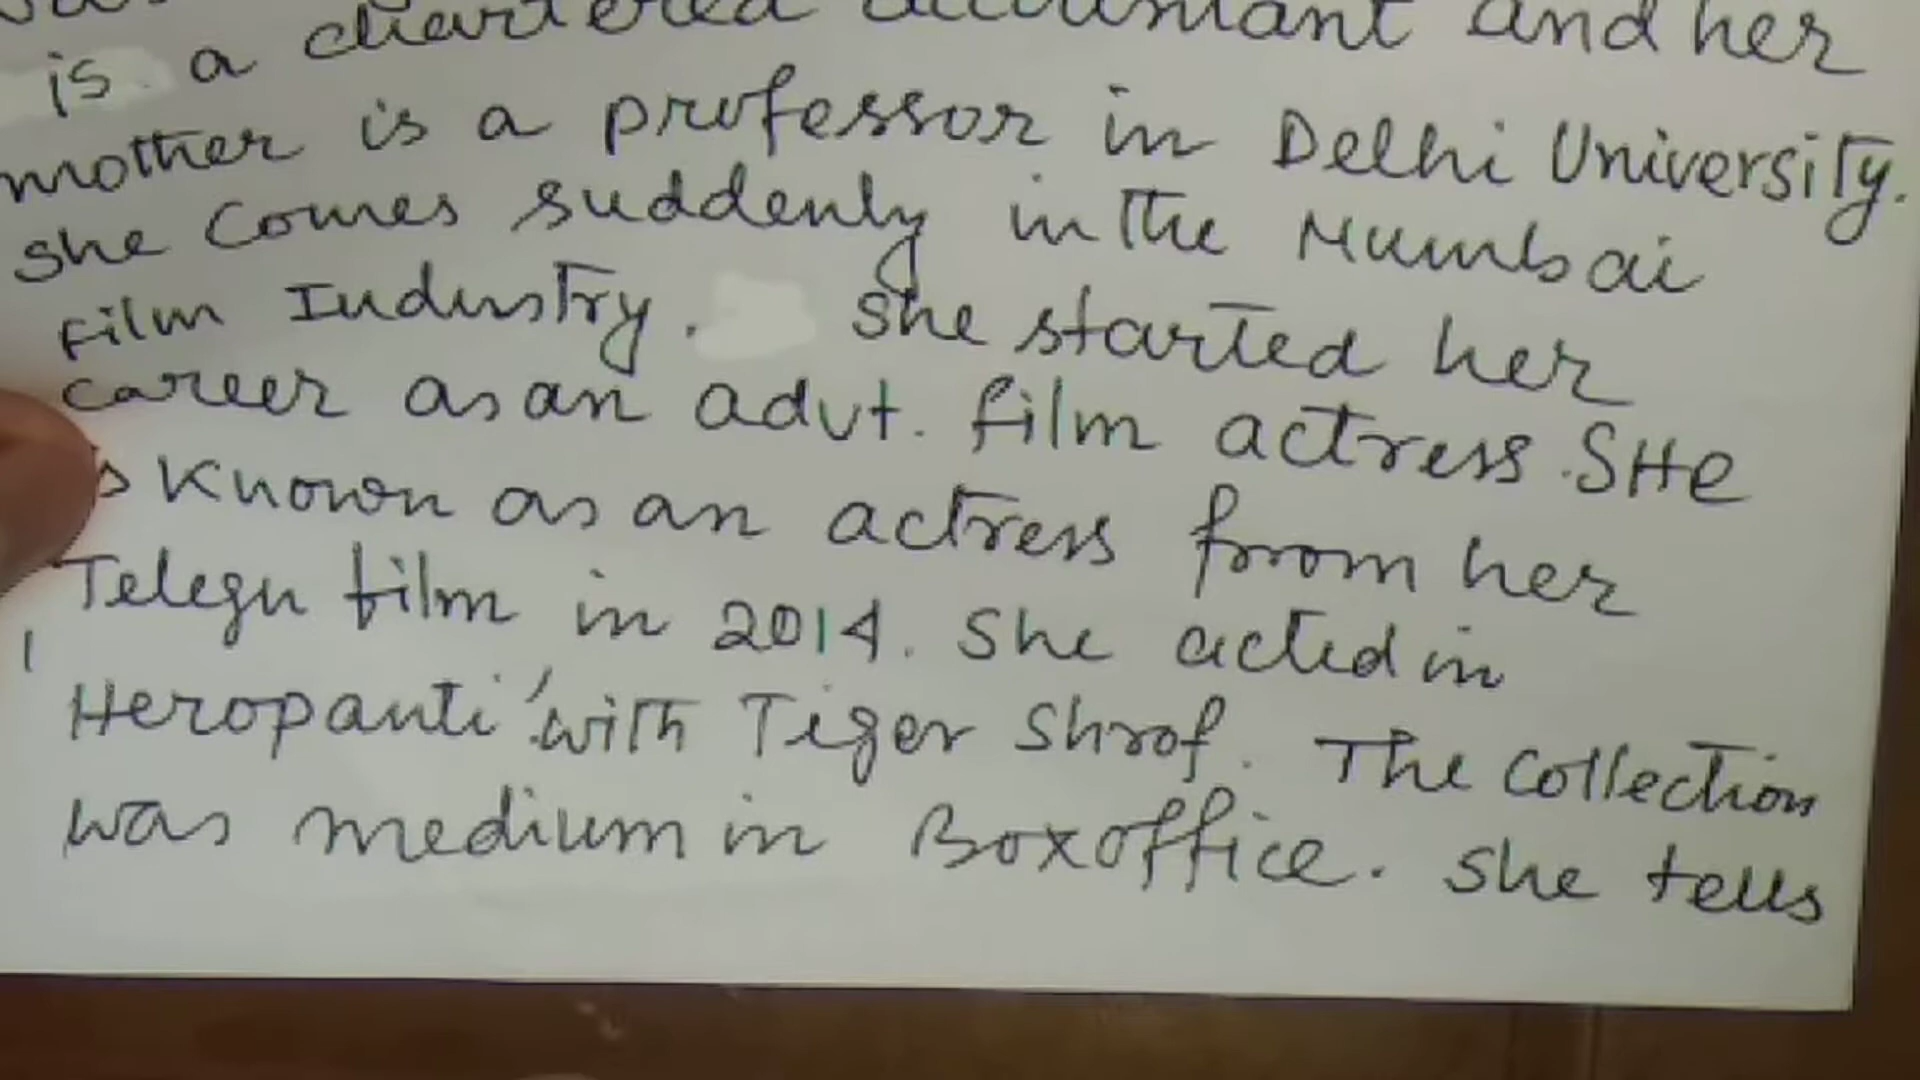 is a chartered accountant and her
mother is a professor in Delhi University.
she comes suddenly in the Mumbai
Film Industry. She started her
career as an advt. film actress. SHe
is known as an actress from her
Telegu film in 2014. She acted in
'Heropanti' with Tiger Shrof. The collection
was medium in Boxoffice. She tells